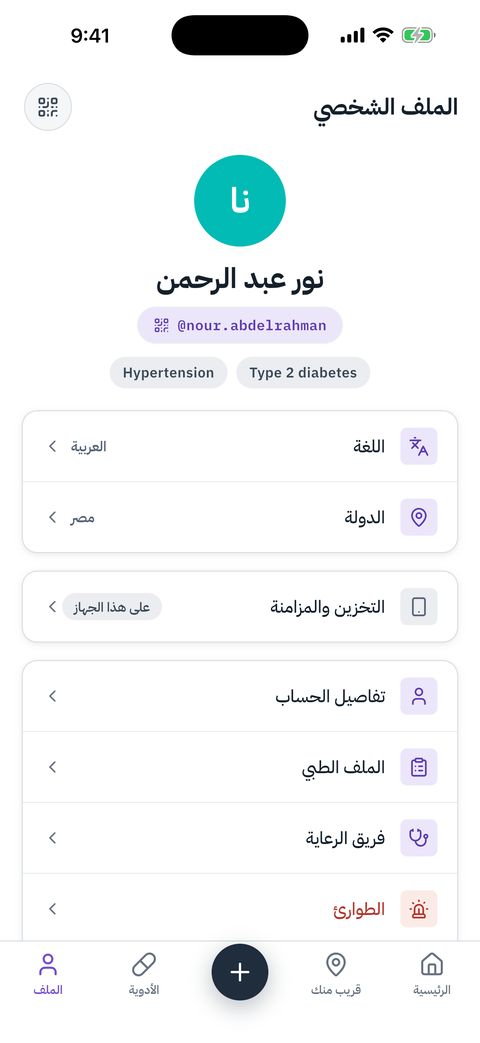 9:41
الملف الشخصي
نا
نور عبد الرحمن
@nour.abdelrahman
Type 2 diabetes Hypertension
اللغة العربية
الدولة مصر
التخزين والمزامنة على هذا الجهاز
تفاصيل الحساب
الملف الطبي
فريق الرعاية
الطوارئ
الرئيسية قريب منك الأدوية الملف